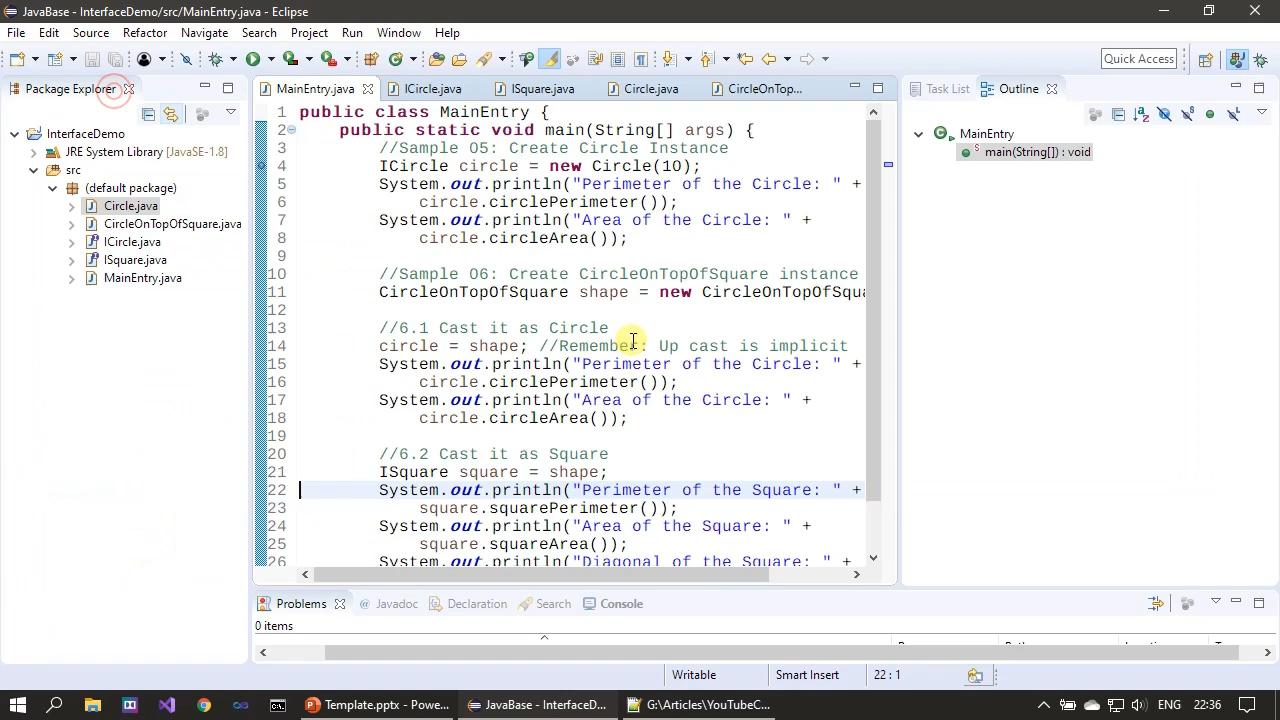 JavaBase - InterfaceDemo/src/MainEntry.java - Eclipse
File Edit Source Refactor Navigate Search Project Run Window Help
Quick Access
Package Explorer
InterfaceDemo
JRE System Library [JavaSE-1.8]
src
(default package)
Circle.java
CircleOnTopOfSquare.java
ICircle.java
ISquare.java
MainEntry.java
MainEntry.java ICircle.java ISquare.java Circle.java CircleOnTop...
1 public class MainEntry {
2 public static void main(String[] args) {
3 //Sample 05: Create Circle Instance
4 ICircle circle = new Circle(10);
5 System.out.println("Perimeter of the Circle: " +
6 circle.circlePerimeter());
7 System.out.println("Area of the Circle: " +
8 circle.circleArea());
9
10 //Sample 06: Create CircleOnTopOfSquare instance
11 CircleOnTopOfSquare shape = new CircleOnTopOfSqua
12
13 //6.1 Cast it as Circle
14 circle = shape; //Remember: Up cast is implicit
15 System.out.println("Perimeter of the Circle: " +
16 circle.circlePerimeter());
17 System.out.println("Area of the Circle: " +
18 circle.circleArea());
19
20 //6.2 Cast it as Square
21 ISquare square = shape;
22 System.out.println("Perimeter of the Square: " +
23 square.squarePerimeter());
24 System.out.println("Area of the Square: " +
25 square.squareArea());
26 System.out.println("Diagonal of the Square: " +
Task List Outline
MainEntry
main(String[]) : void
Problems Javadoc Declaration Search Console
0 items
Writable Smart Insert 22 : 1
Template.pptx - Powe... JavaBase - InterfaceD... G:\Articles\YouTubeC...
ENG 22:36